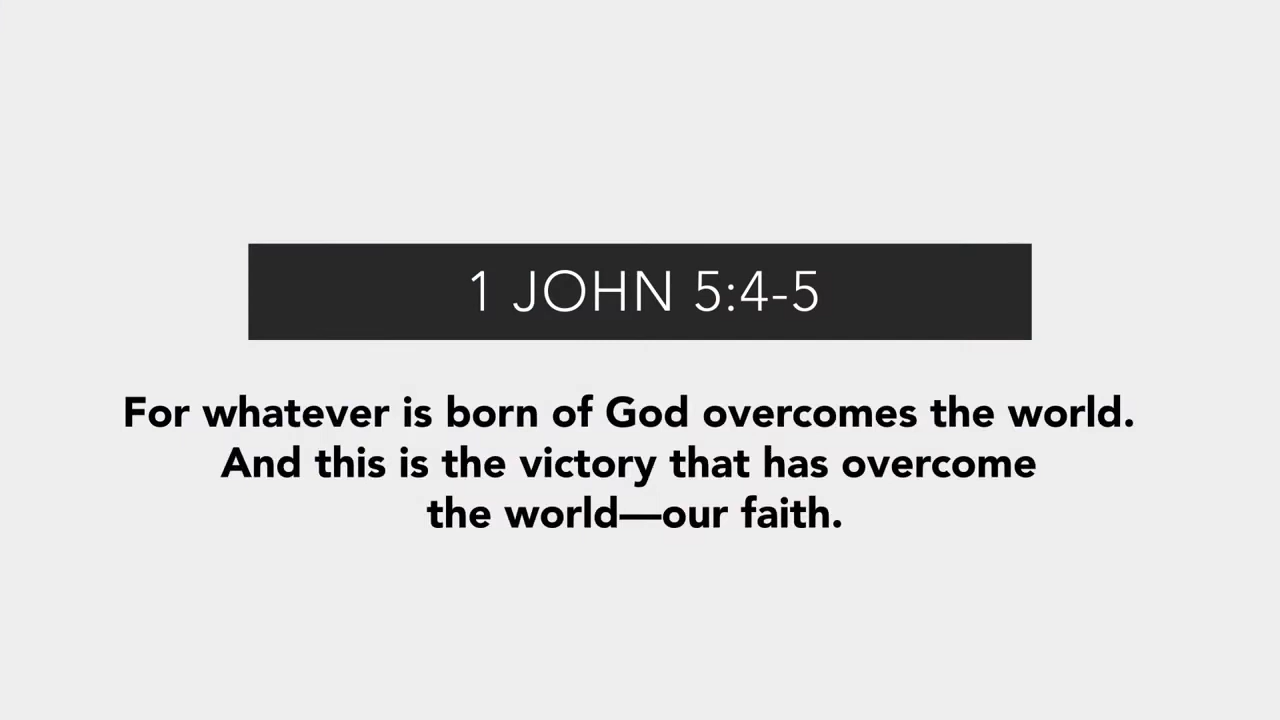 1 JOHN 5:4-5
For whatever is born of God overcomes the world.
And this is the victory that has overcome
the world—our faith.